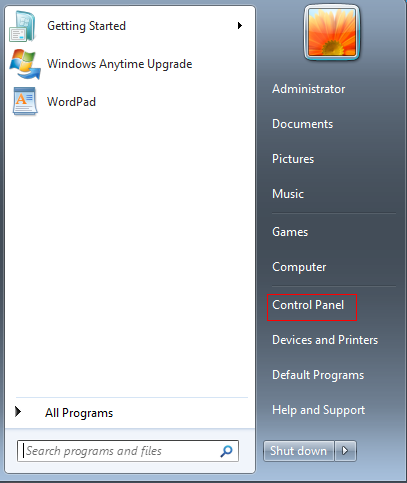 Getting Started
Windows Anytime Upgrade
WordPad
All Programs
Search programs and files
Administrator
Documents
Pictures
Music
Games
Computer
Control Panel
Devices and Printers
Default Programs
Help and Support
Shut down